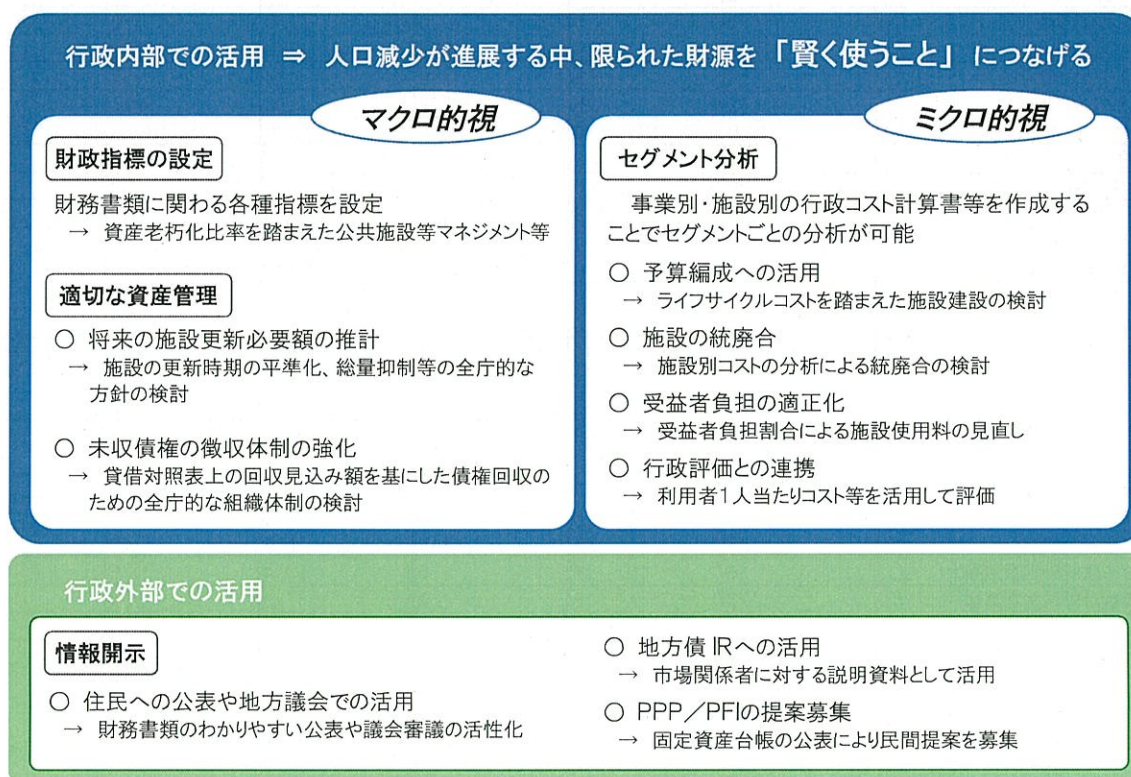 行政内部での活用 ⇒ 人口減少が進展する中、限られた財源を「賢く使うこと」につなげる
マクロ的視
財政指標の設定
財務書類に関わる各種指標を設定
→ 資産老朽化比率を踏まえた公共施設等マネジメント等
適切な資産管理
○ 将来の施設更新必要額の推計
→ 施設の更新時期の平準化、総量抑制等の全庁的な
方針の検討
○ 未収債権の徴収体制の強化
→ 貸借対照表上の回収見込み額を基にした債権回収の
ための全庁的な組織体制の検討
ミクロ的視
セグメント分析
事業別・施設別の行政コスト計算書等を作成する
ことでセグメントごとの分析が可能
○ 予算編成への活用
→ ライフサイクルコストを踏まえた施設建設の検討
○ 施設の統廃合
→ 施設別コストの分析による統廃合の検討
○ 受益者負担の適正化
→ 受益者負担割合による施設使用料の見直し
○ 行政評価との連携
→ 利用者1人当たりコスト等を活用して評価
行政外部での活用
情報開示
○ 住民への公表や地方議会での活用
→ 財務書類のわかりやすい公表や議会審議の活性化
○ 地方債IRへの活用
→ 市場関係者に対する説明資料として活用
○ PPP/PFIの提案募集
→ 固定資産台帳の公表により民間提案を募集